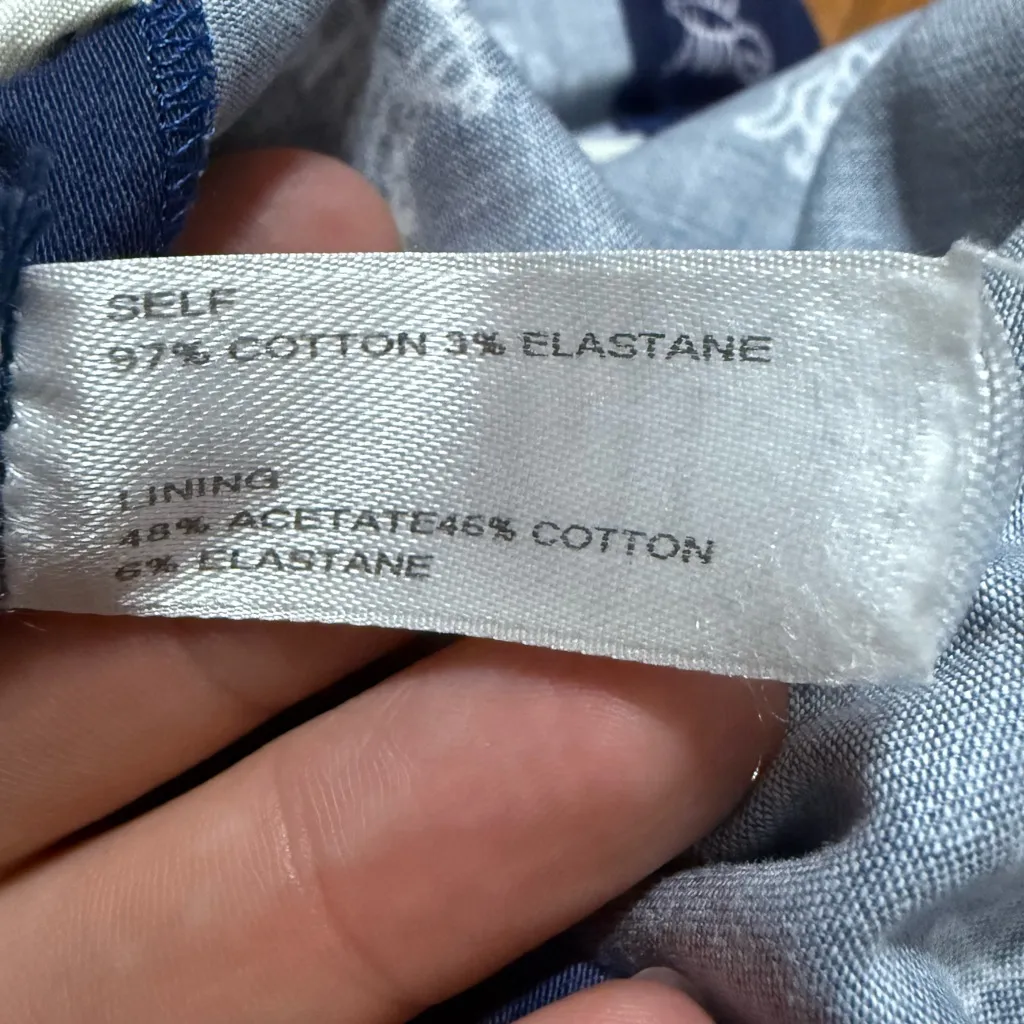 SELF
97% COTTON 3% ELASTANE
LINING
48% ACETATE46% COTTON
6% ELASTANE